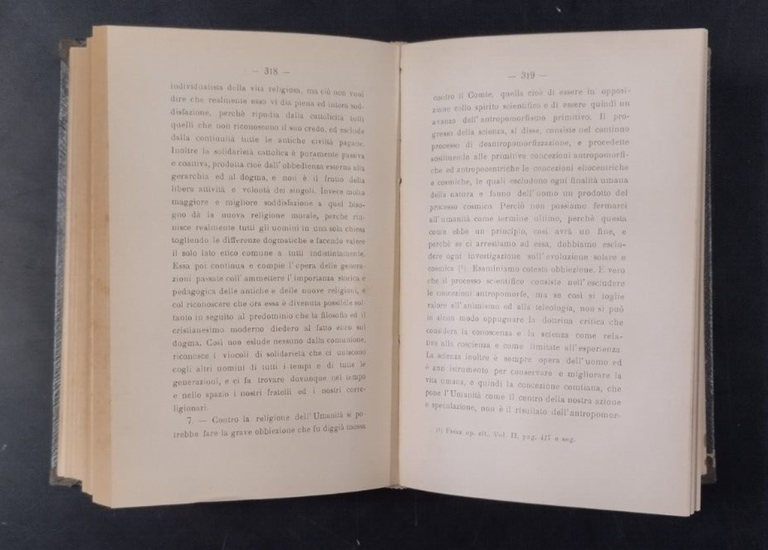 — 318 —
individualista della vita religiosa, ma ciò non vuol
dire che realmente esso vi dia piena ed intera sod-
disfazione, perchè ripudia dalla cattolicità tutti
quelli che non riconoscono il suo credo, ed esclude
dalla continuità tutte le antiche civiltà pagane.
Inoltre la solidarietà cattolica è puramente passiva
e coattiva, prodotta cioè dall'obbedienza esterna alla
gerarchia ed al dogma, e non è il frutto della
libera attività e volontà dei singoli. Invece molto
maggiore e migliore soddisfazione a quel biso-
gno dà la nuova religione morale, perchè riu-
nisce realmente tutti gli uomini in una sola chiesa
togliendo le differenze dogmatiche e facendo valere
il solo lato etico comune a tutti indistintamente.
Essa poi continua e compie l'opera delle genera-
zioni passate coll'ammettere l'importanza storica e
pedagogica delle antiche e delle nuove religioni, e
col riconoscere che ora essa è divenuta possibile sol-
tanto in seguito al predominio che la filosofia ed il
cristianesimo moderno diedero al fatto etico sul
dogma. Così non esclude nessuno dalla comunione,
riconosce i vincoli di solidarietà che ci uniscono
cogli altri uomini di tutti i tempi e di tutte le
generazioni, e ci fa trovare dovunque nel tempo
e nello spazio i nostri fratelli ed i nostri corre-
ligionari.
7. — Contro la religione dell'Umanità si po-
trebbe fare la grave obbiezione che fu diggià mossa
— 319 —
contro il Comte, quella cioè di essere in opposi-
zione collo spirito scientifico e di essere quindi un
avanzo dell'antropomorfismo primitivo. Il pro-
gresso della scienza, si disse, consiste nel continuo
processo di deantropomorfizzazione, e procedette
sostituendo alle primitive concezioni antropomorfi-
che ed antropocentriche le concezioni eliocentriche
e cosmiche, le quali escludono ogni finalità umana
della natura e fanno dell'uomo un prodotto del
processo cosmico. Perciò non possiamo fermarci
all'umanità come termine ultimo, perchè questa
come ebbe un principio, così avrà un fine, e
perchè se ci arrestiamo ad essa, dobbiamo esclu-
dere ogni investigazione sull'evoluzione solare e
cosmica (¹). Esaminiamo cotesta obbiezione. È vero
che il processo scientifico consiste nell'escludere
le concezioni antropomorfe, ma se ciò si toglie
valore all'animismo ed alla teleologia, non si può
in alcun modo oppugnare la dottrina critica che
considera la conoscenza e la scienza come rela-
tive alla coscienza e come limitate all'esperienza.
La scienza inoltre è sempre opera dell'uomo ed
è uno istrumento per conservare e migliorare la
vita umana, e quindi la concezione comtiana, che
pone l'Umanità come il centro della nostra azione
e speculazione, non è il risultato dell'antropomor-
(¹) op. cit., Vol. II, pag. 417 e seg.